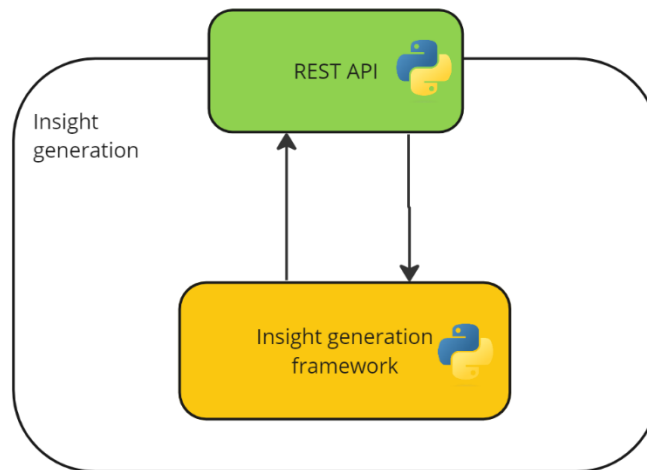 REST API
Insight
generation
Insight generation
framework